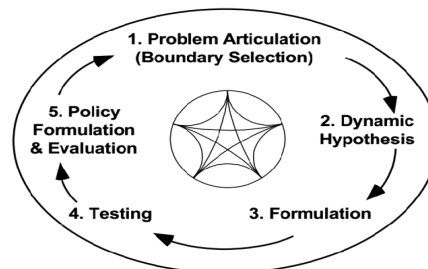 1. Problem Articulation
(Boundary Selection)
2. Dynamic
Hypothesis
3. Formulation
4. Testing
5. Policy
Formulation
& Evaluation